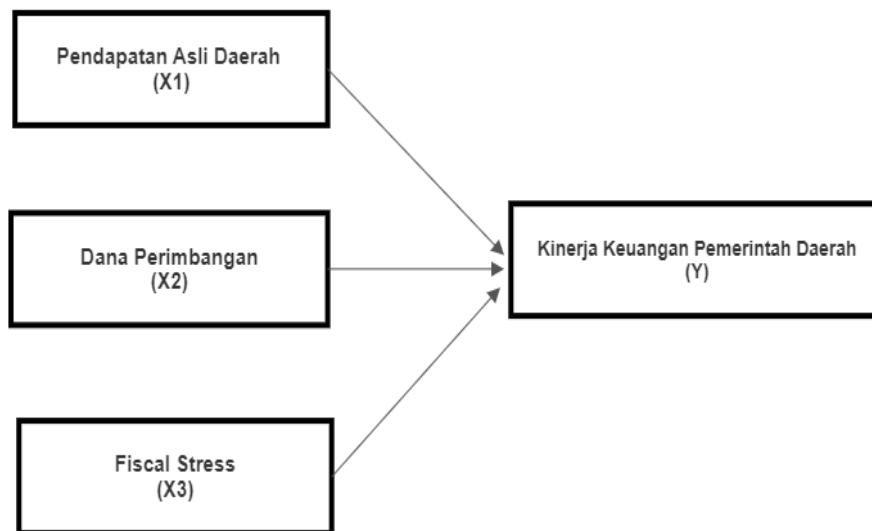 Pendapatan Asli Daerah
(X1)
Dana Perimbangan
(X2)
Kinerja Keuangan Pemerintah Daerah
(Y)
Fiscal Stress
(X3)